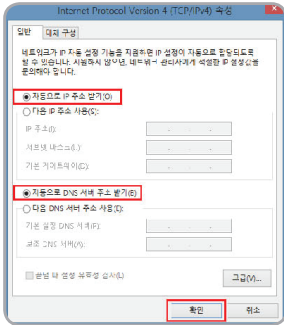 Internet Protocol Version 4 (TCP/IPv4) 속성
일반 대체 구성
네트워크가 IP 자동 설정 기능을 지원하면 IP 설정이 자동으로 할당되도록
할 수 있습니다. 지원하지 않으면, 네트워크 관리자에게 적절한 IP 설정값을
문의해야 합니다.
자동으로 IP 주소 받기(O)
다음 IP 주소 사용(S):
IP 주소(I):
서브넷 마스크(U):
기본 게이트웨이(D):
자동으로 DNS 서버 주소 받기(B)
다음 DNS 서버 주소 사용(E):
기본 설정 DNS 서버(P):
보조 DNS 서버(A):
끝낼 때 설정 유효성 검사(L)
고급(V)...
확인 취소